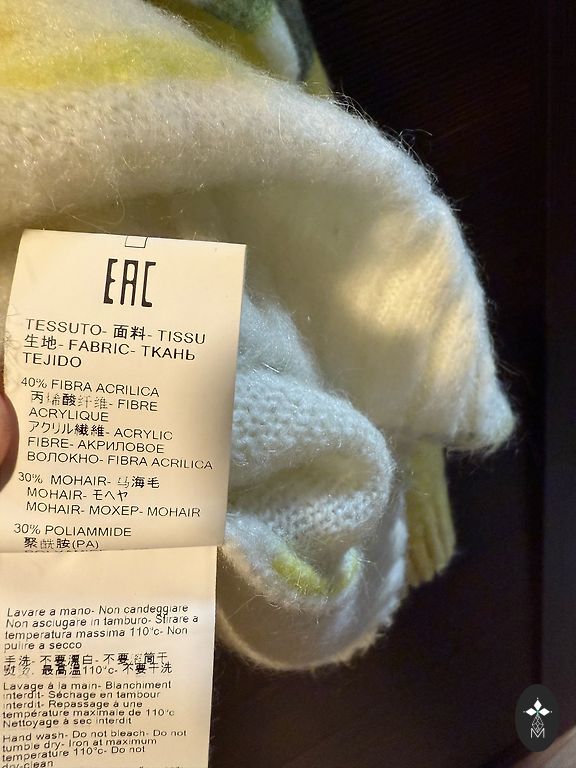 EAC
TESSUTO- 面料- TISSU
生地- FABRIC- ТКАНЬ
TEJIDO
40% FIBRA ACRILICA
丙烯酸纤维- FIBRE
ACRYLIQUE
アクリル繊維- ACRYLIC
FIBRE- АКРИЛОВОЕ
ВОЛОКНО- FIBRA ACRILICA
30% MOHAIR- 马海毛
MOHAIR- モヘヤ
MOHAIR- МОХЕР- MOHAIR
30% POLIAMMIDE
聚酰胺(PA)
Lavare a mano- Non candeggiare
Non asciugare in tamburo- Stirare a
temperatura massima 110°c- Non
pulire a secco
手洗- 不要漂白- 不要滚筒干
熨烫 最高温110°c- 不要干洗
Lavage à la main- Blanchiment
interdit- Séchage en tambour
interdit- Repassage à une
température maximale de 110°c
Nettoyage à sec interdit
Hand wash- Do not bleach- Do not
tumble dry- Iron at maximum
temperature 110°c- Do not
dry-clean
M